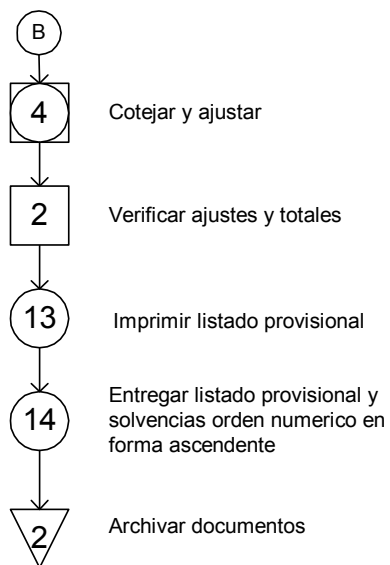 B
4
Cotejar y ajustar
2
Verificar ajustes y totales
13
Imprimir listado provisional
14
Entregar listado provisional y
solvencias orden numerico en
forma ascendente
2
Archivar documentos